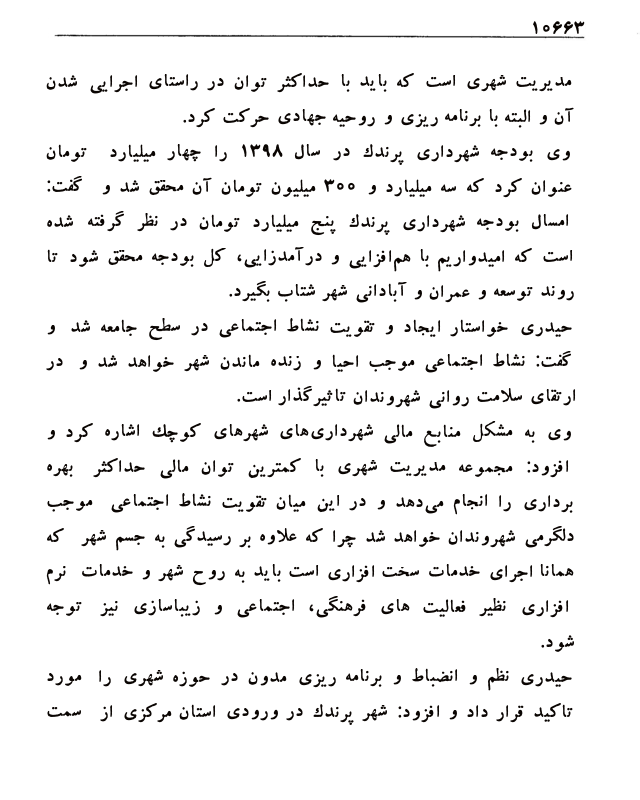 ۱۰۶۶۳
مدیریت شهری است که باید با حداکثر توان در راستای اجرایی شدن
آن و البته با برنامه ریزی و روحیه جهادی حرکت کرد.
وی بودجه شهرداری پرندك در سال ۱۳۹۸ را چهار میلیارد تومان
عنوان کرد که سه میلیارد و ۳۰۰ میلیون تومان آن محقق شد و گفت:
امسال بودجه شهرداری پرندك پنج میلیارد تومان در نظر گرفته شده
است که امیدواریم با هم‌افزایی و درآمدزایی، کل بودجه محقق شود تا
روند توسعه و عمران و آبادانی شهر شتاب بگیرد.
حیدری خواستار ایجاد و تقویت نشاط اجتماعی در سطح جامعه شد و
گفت: نشاط اجتماعی موجب احیا و زنده ماندن شهر خواهد شد و در
ارتقای سلامت روانی شهروندان تاثیرگذار است.
وی به مشکل منابع مالی شهرداری‌های شهرهای کوچك اشاره کرد و
افزود: مجموعه مدیریت شهری با کمترین توان مالی حداکثر بهره
برداری را انجام می‌دهد و در این میان تقویت نشاط اجتماعی موجب
دلگرمی شهروندان خواهد شد چرا که علاوه بر رسیدگی به جسم شهر که
همانا اجرای خدمات سخت افزاری است باید به روح شهر و خدمات نرم
افزاری نظیر فعالیت های فرهنگی، اجتماعی و زیباسازی نیز توجه
شود.
حیدری نظم و انضباط و برنامه ریزی مدون در حوزه شهری را مورد
تاکید قرار داد و افزود: شهر پرندك در ورودی استان مرکزی از سمت